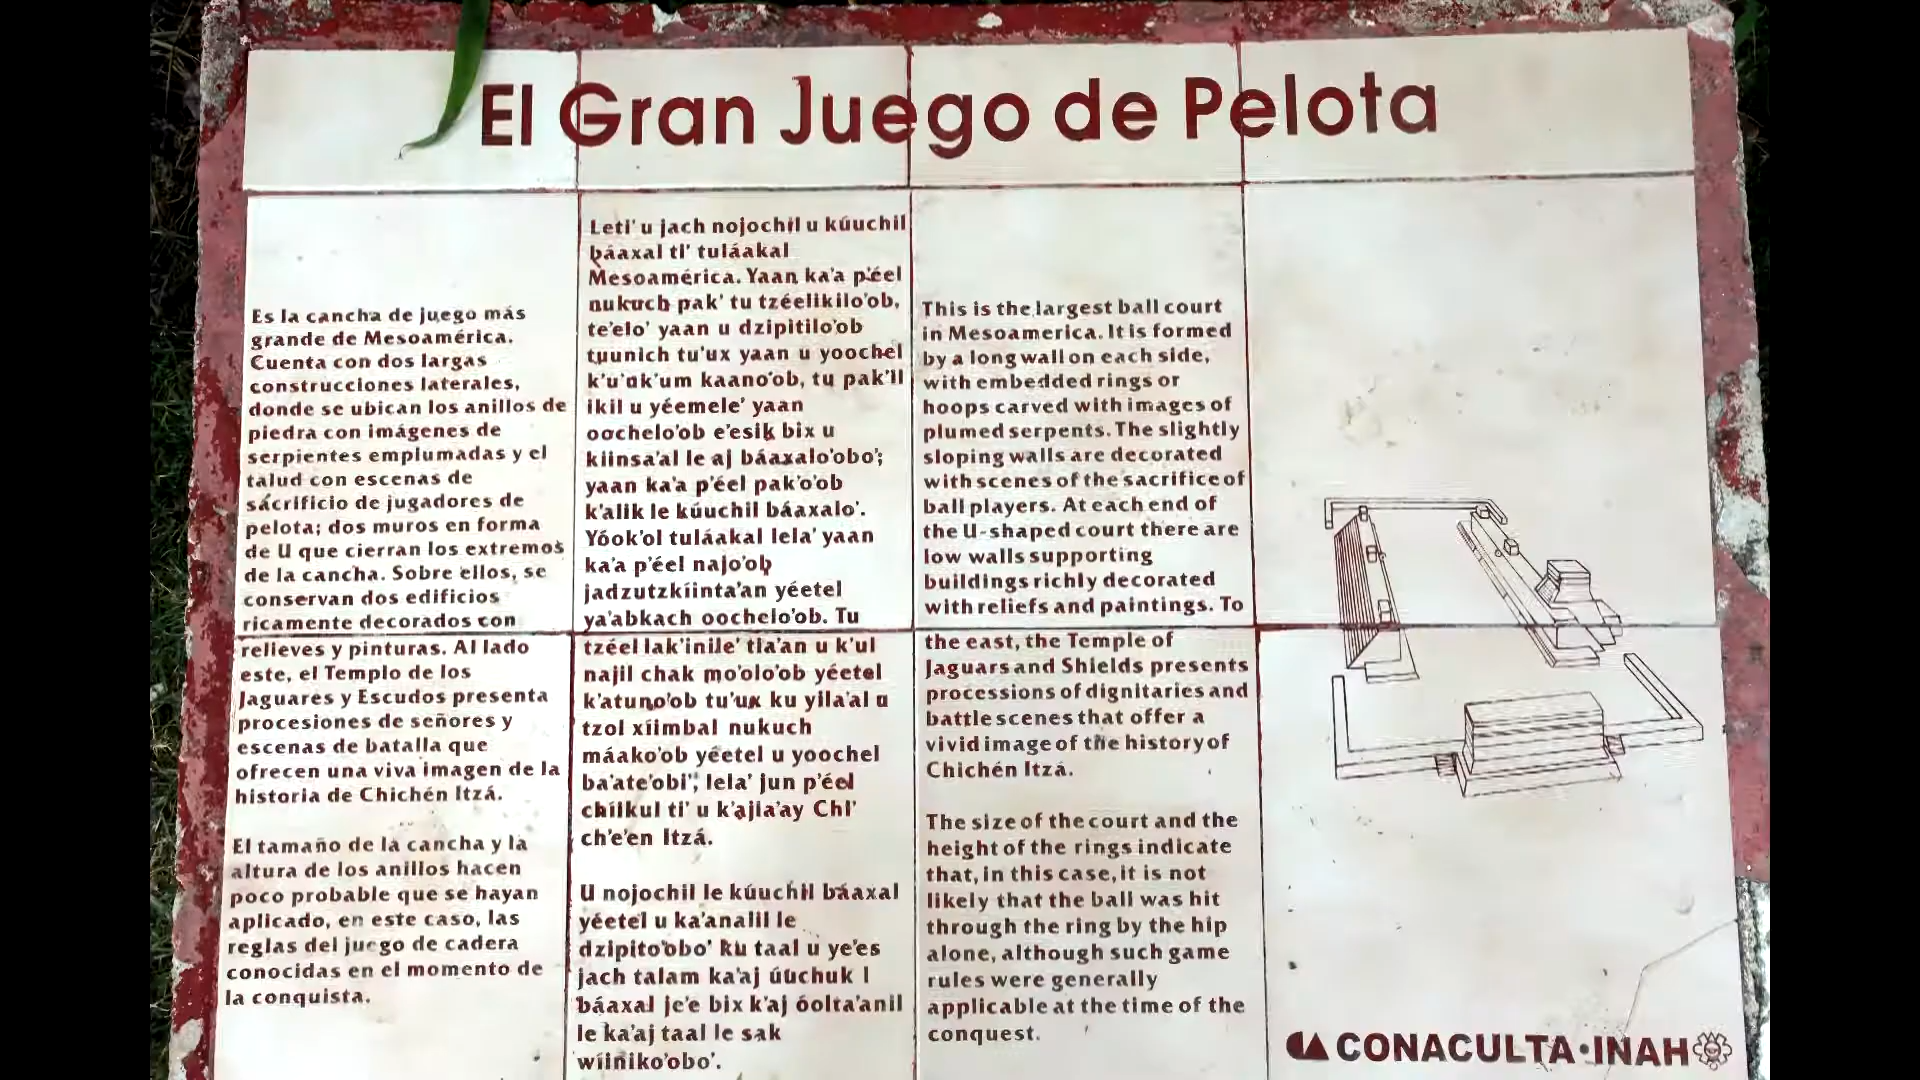 El Gran Juego de Pelota
Es la cancha de juego más
grande de Mesoamérica.
Cuenta con dos largas
construcciones laterales,
donde se ubican los anillos de
piedra con imágenes de
serpientes emplumadas y el
talud con escenas de
sacrificio de jugadores de
pelota; dos muros en forma
de U que cierran los extremos
de la cancha. Sobre ellos, se
conservan dos edificios
ricamente decorados con
relieves y pinturas. Al lado
este, el Templo de los
Jaguares y Escudos presenta
procesiones de señores y
escenas de batalla que
ofrecen una viva imagen de la
historia de Chichén Itzá.
El tamaño de la cancha y la
altura de los anillos hacen
poco probable que se hayan
aplicado, en este caso, las
reglas del juego de cadera
conocidas en el momento de
la conquista.
Leti' u jach nojochil u kúuchil
báaxal ti' tuláakal
Mesoamérica. Yaan ka'a p'éel
nukuch pak' tu tzéelikilo'ob,
te'elo' yaan u dzipitilo'ob
tuunich tu'ux yaan u yoochel
k'u'uk'um kaano'ob, tu pak'il
ikil u yéemele' yaan
oochelo'ob e'esik bix u
kiinsa'al le aj báaxalo'obo';
yaan ka'a p'éel pak'o'ob
k'alik le kúuchil báaxalo'.
Yóok'ol tuláakal lela' yaan
ka'a p'éel najo'ob
jadzutzkíinta'an yéetel
ya'abkach oochelo'ob. Tu
tzéel lak'inile' tia'an u k'ul
najil chak mo'olo'ob yéetel
k'atuno'ob tu'ux ku yila'al u
tzol xíimbal nukuch
máako'ob yéetel u yoochel
ba'ate'obi'; lela' jun p'éel
chíikul ti' u k'ajla'ay Chi'
ch'e'en Itzá.
U nojochil le kúuchil báaxal
yéetel u ka'analil le
dzipito'obo' ku taal u ye'es
jach talam ka'aj úuchuk I
báaxal je'e bix k'aj óolta'anil
le ka'aj taal le sak
wíiniko'obo'.
This is the largest ball court
in Mesoamerica. It is formed
by a long wall on each side,
with embedded rings or
hoops carved with images of
plumed serpents. The slightly
sloping walls are decorated
with scenes of the sacrifice of
ball players. At each end of
the U-shaped court there are
low walls supporting
buildings richly decorated
with reliefs and paintings. To
the east, the Temple of
Jaguars and Shields presents
processions of dignitaries and
battle scenes that offer a
vivid image of the history of
Chichén Itzá.
The size of the court and the
height of the rings indicate
that, in this case, it is not
likely that the ball was hit
through the ring by the hip
alone, although such game
rules were generally
applicable at the time of the
conquest.
CONACULTA•INAH